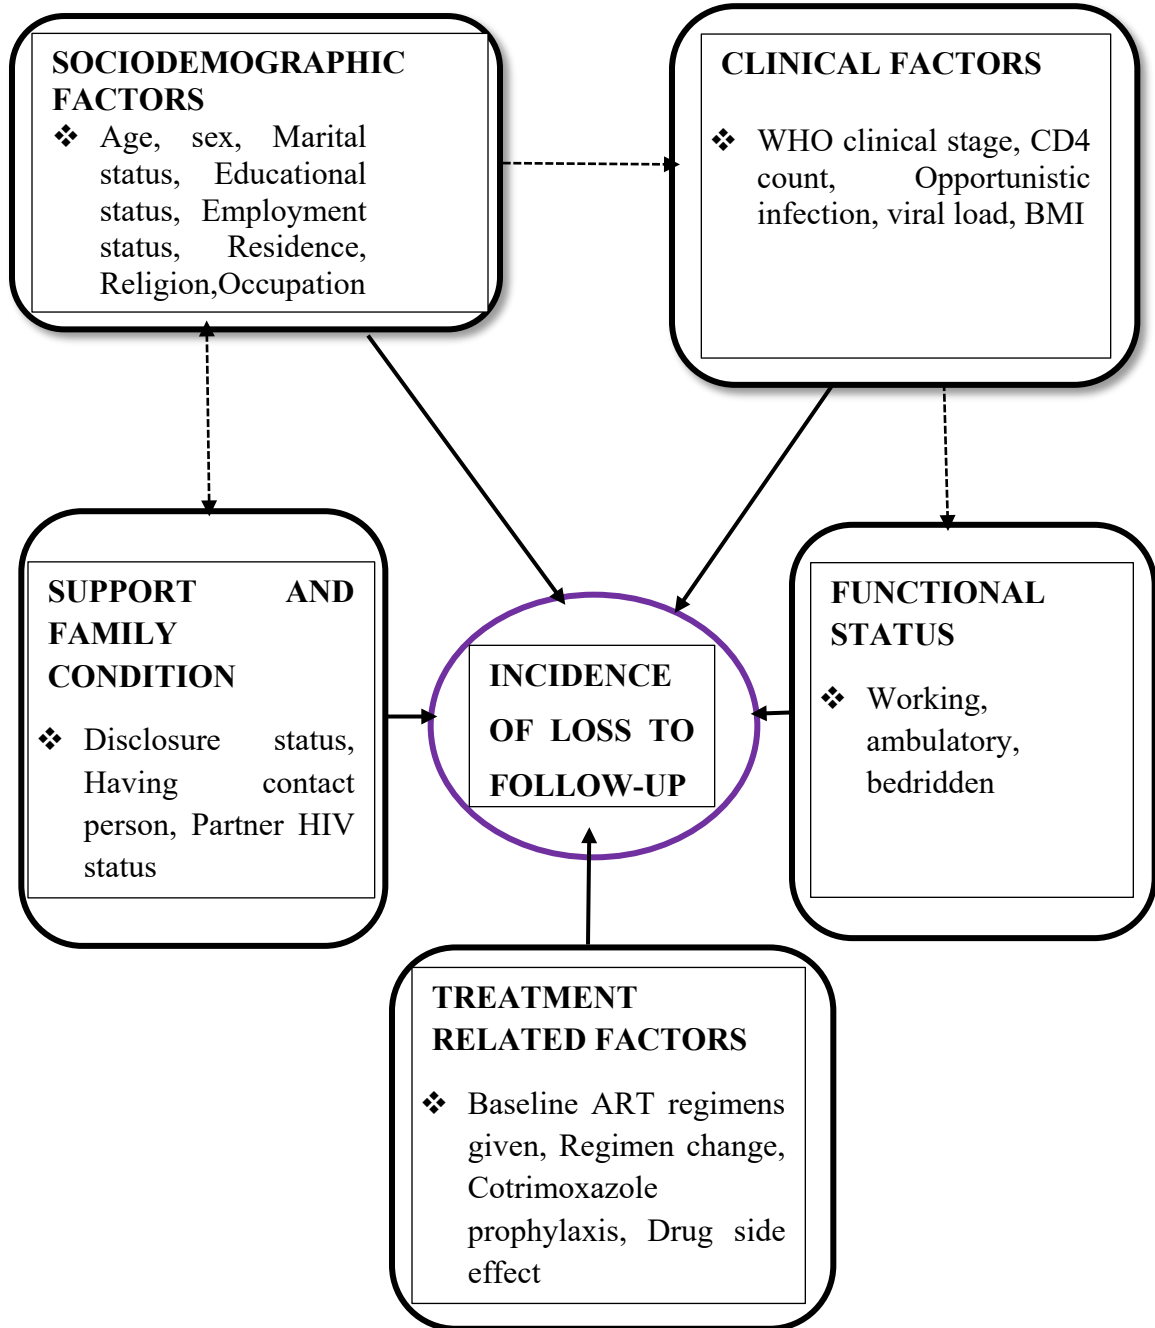 SOCIODEMOGRAPHIC
FACTORS
❖ Age, sex, Marital
status, Educational
status, Employment
status, Residence,
Religion,Occupation
CLINICAL FACTORS
❖ WHO clinical stage, CD4
count, Opportunistic
infection, viral load, BMI
SUPPORT AND
FAMILY
CONDITION
❖ Disclosure status,
Having contact
person, Partner HIV
status
INCIDENCE
OF LOSS TO
FOLLOW-UP
FUNCTIONAL
STATUS
❖ Working,
ambulatory,
bedridden
TREATMENT
RELATED FACTORS
❖ Baseline ART regimens
given, Regimen change,
Cotrimoxazole
prophylaxis, Drug side
effect